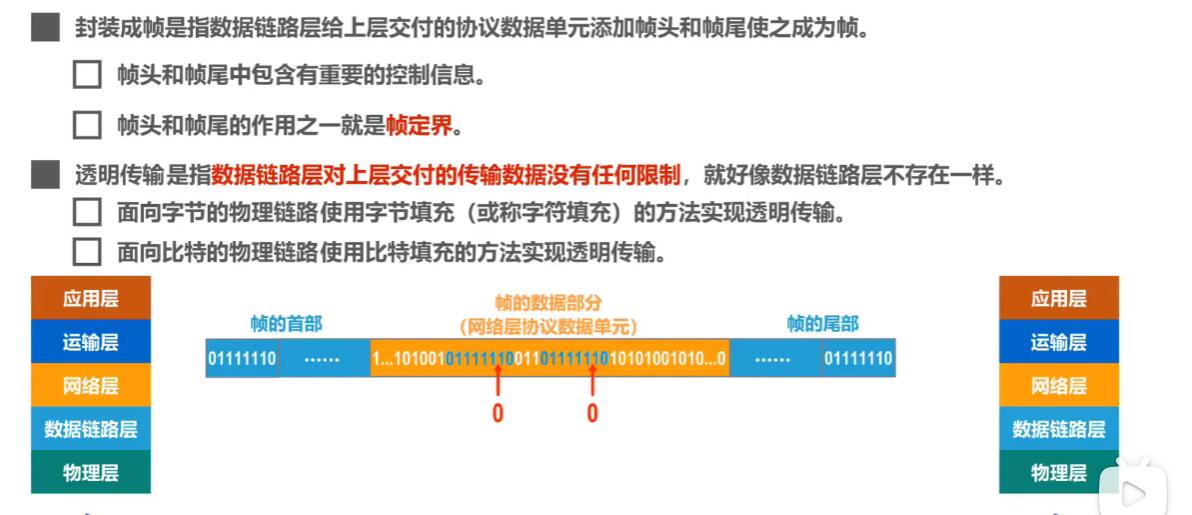 封装成帧是指数据链路层给上层交付的协议数据单元添加帧头和帧尾使之成为帧。
帧头和帧尾中包含有重要的控制信息。
帧头和帧尾的作用之一就是帧定界。
透明传输是指数据链路层对上层交付的传输数据没有任何限制，就好像数据链路层不存在一样。
面向字节的物理链路使用字节填充（或称字符填充）的方法实现透明传输。
面向比特的物理链路使用比特填充的方法实现透明传输。
应用层
运输层
网络层
数据链路层
物理层
帧的首部
帧的数据部分
（网络层协议数据单元）
帧的尾部
01111110 …… 1...10100101111110001101111111010101001010...0 …… 01111110
0 0
应用层
运输层
网络层
数据链路层
物理层